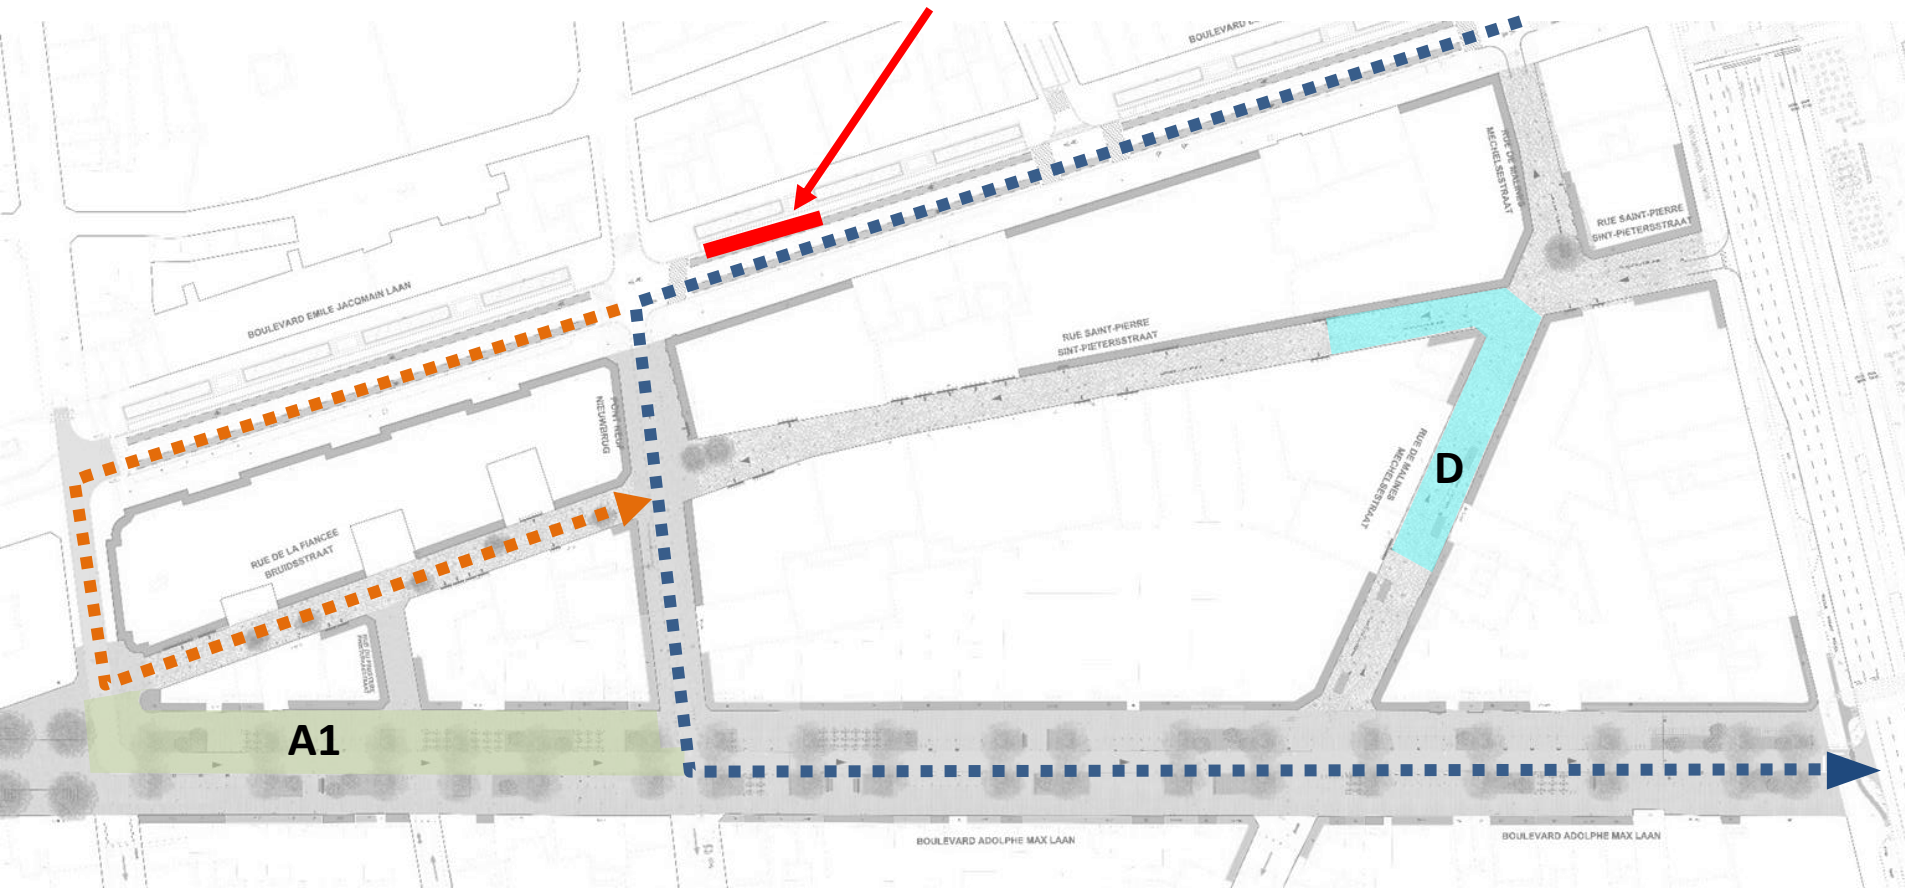 BOULEVARD
RUE DE MALINES
MECHELSESTRAAT
RUE SAINT-PIERRE
SINT-PIETERSSTRAAT
BOULEVARD EMILE JACQMAIN LAAN
RUE SAINT-PIERRE
SINT-PIETERSSTRAAT
PONT NEUF
NIEUWBRUG
RUE DE MALINES
MECHELSESTRAAT
D
RUE DE LA FIANCEE
BRUIDSSTRAAT
A1
BOULEVARD ADOLPHE MAX LAAN
BOULEVARD ADOLPHE MAX LAAN